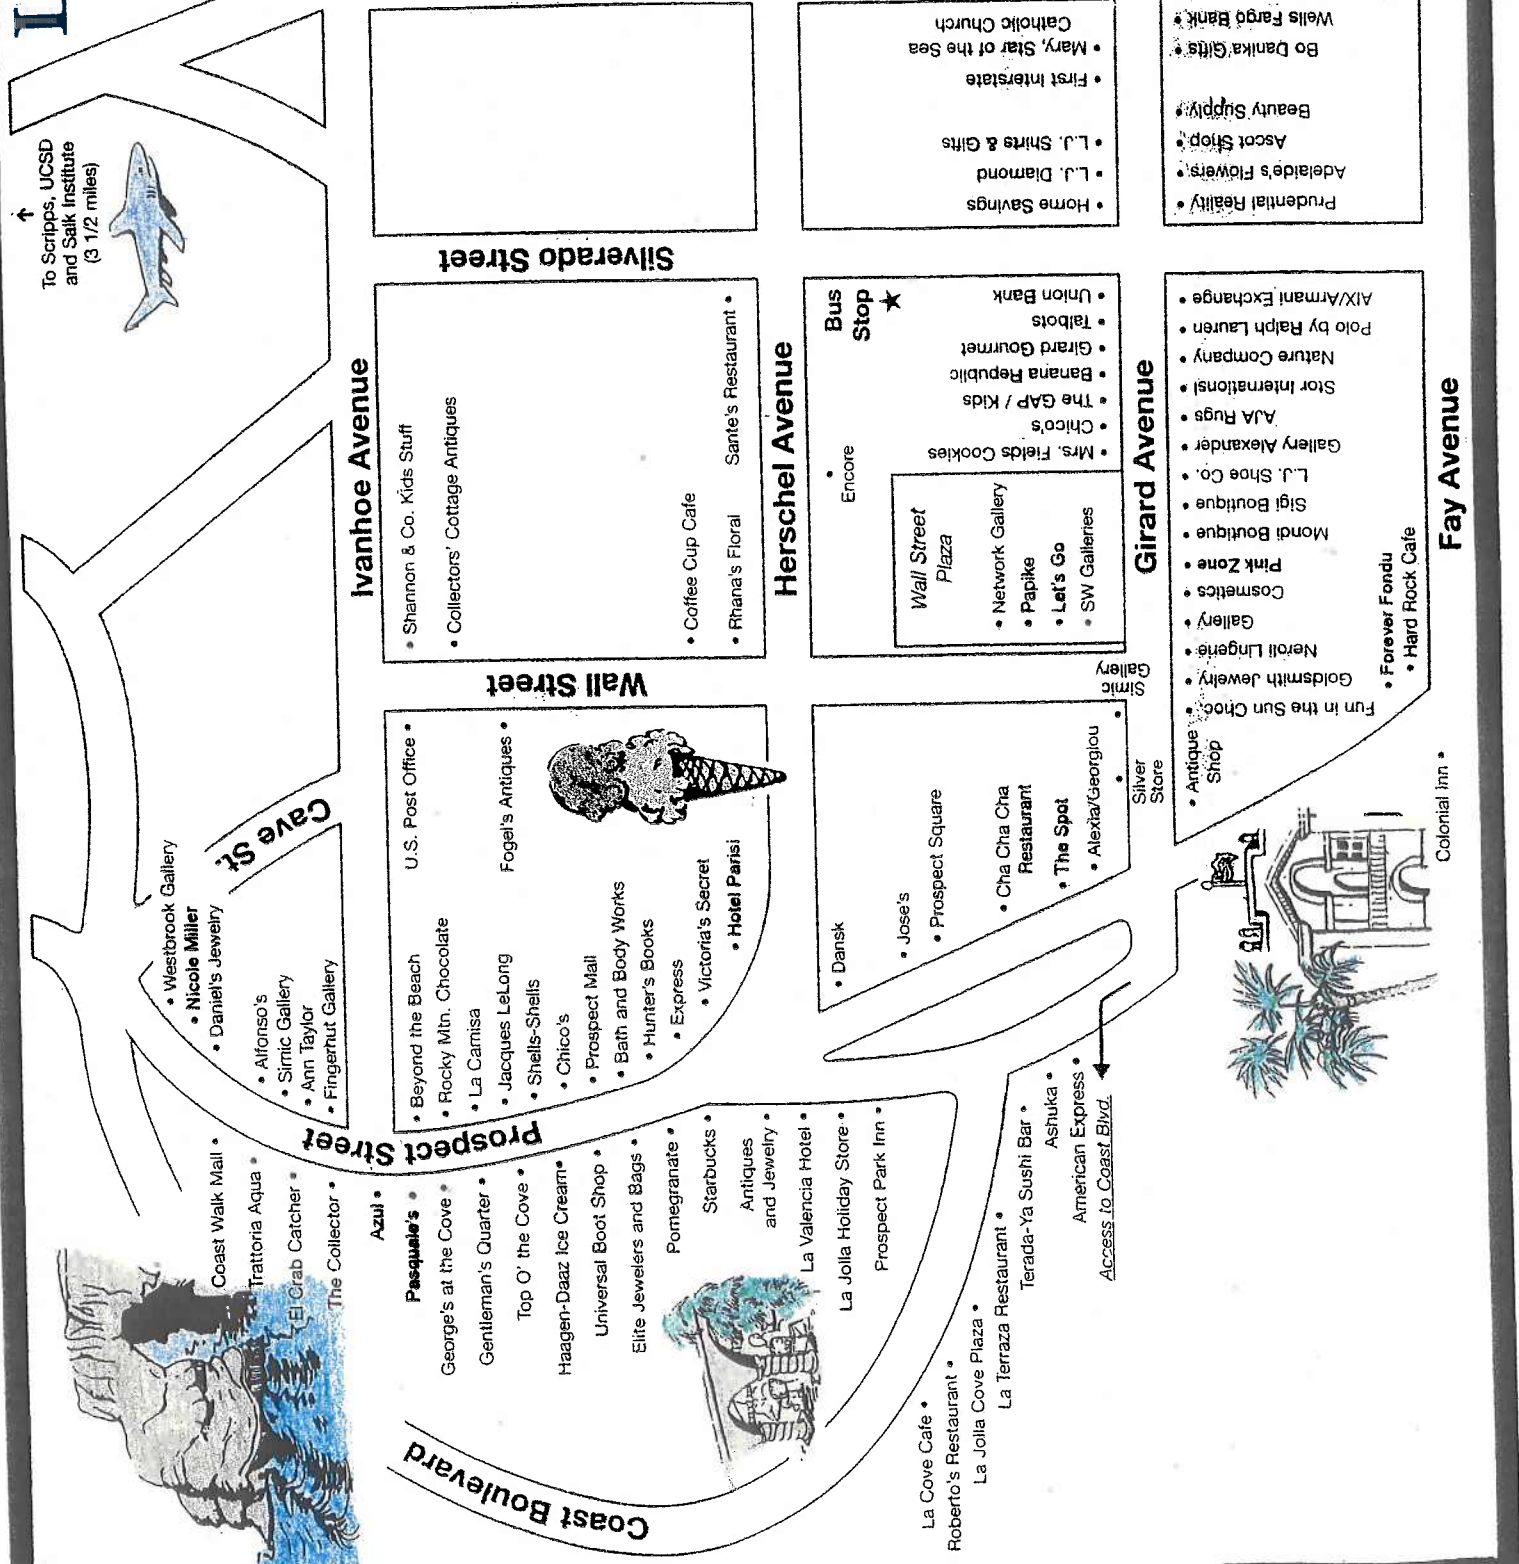 ↑
To Scripps, UCSD
and Salk Institute
(3 1/2 miles)
Catholic Church
• Mary, Star of the Sea
• First Interstate
• L.J. Shirts & Gifts
• L.J. Diamond
• Home Savings
Wells Fargo Bank •
Bo Danika Gifts •
Beauty Supply •
Ascot Shop •
Adelaide's Flowers •
Prudential Reality •
Silverado Street
Ivanhoe Avenue
• Shannon & Co. Kids Stuff
• Collectors' Cottage Antiques
• Coffee Cup Cafe
• Rhana's Floral
Sante's Restaurant •
Herschel Avenue
Bus
Stop
★
• Encore
• Union Bank
• Talbots
• Girard Gourmet
• Banana Republic
• The GAP / Kids
• Chico's
• Mrs. Fields Cookies
Wall Street
Plaza
• Network Gallery
• Papike
• Let's Go
• SW Galleries
Girard Avenue
A|X/Armani Exchange •
Polo by Ralph Lauren •
Nature Company •
Stor Internationsl •
AJA Rugs •
Gallery Alexander •
L.J. Shoe Co. •
Sigi Boutique •
Mondi Boutique •
Pink Zone •
Cosmetics •
Gallery •
Neroli Lingerie •
Goldsmith Jewelry •
Fun in the Sun Choc. •
• Antique
Shop
• Forever Fondu
• Hard Rock Cafe
Fay Avenue
Colonial Inn •
Wall Street
Simic
Gallery
•
•
Silver
Store
Cave St.
• Westbrook Gallery
• Nicole Miller
• Daniel's Jewelry
• Alfonso's
• Simic Gallery
• Ann Taylor
• Fingerhut Gallery
U.S. Post Office •
Fogel's Antiques •
• Beyond the Beach
• Rocky Mtn. Chocolate
• La Camisa
• Jacques LeLong
• Shells-Shells
• Chico's
• Prospect Mall
• Bath and Body Works
• Hunter's Books
• Express
• Victoria's Secret
• Hotel Parisi
• Dansk
• Jose's
• Prospect Square
• Cha Cha Cha
Restaurant
• The Spot
• Alexia/Georgiou
Prospect Street
Coast Walk Mall •
Trattoria Aqua •
El Crab Catcher •
The Collector •
Azul •
Pasquale's •
George's at the Cove •
Gentleman's Quarter •
Top O' the Cove •
Haagen-Daaz Ice Cream •
Universal Boot Shop •
Elite Jewelers and Bags •
Pomegranate •
Starbucks •
Antiques
and Jewelry •
La Valencia Hotel •
La Jolla Holiday Store •
Prospect Park Inn •
Coast Boulevard
La Cove Cafe •
Roberto's Restaurant •
La Jolla Cove Plaza •
La Terraza Restaurant •
Terada-Ya Sushi Bar •
Ashuka •
American Express •
Access to Coast Blvd.